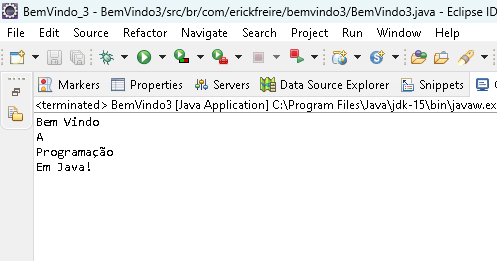 BemVindo_3 - BemVindo3/src/br/com/erickfreire/bemvindo3/BemVindo3.java - Eclipse ID
File Edit Source Refactor Navigate Search Project Run Window Help
Markers Properties Servers Data Source Explorer Snippets
<terminated> BemVindo3 [Java Application] C:\Program Files\Java\jdk-15\bin\javaw.ex
Bem Vindo
A
Programação
Em Java!